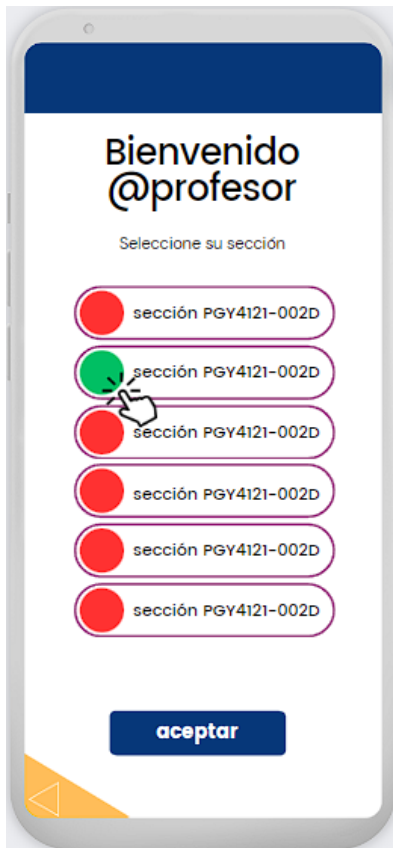 Bienvenido
@profesor
Seleccione su sección
sección PGY4121-002D
sección PGY4121-002D
sección PGY4121-002D
sección PGY4121-002D
sección PGY4121-002D
sección PGY4121-002D
aceptar